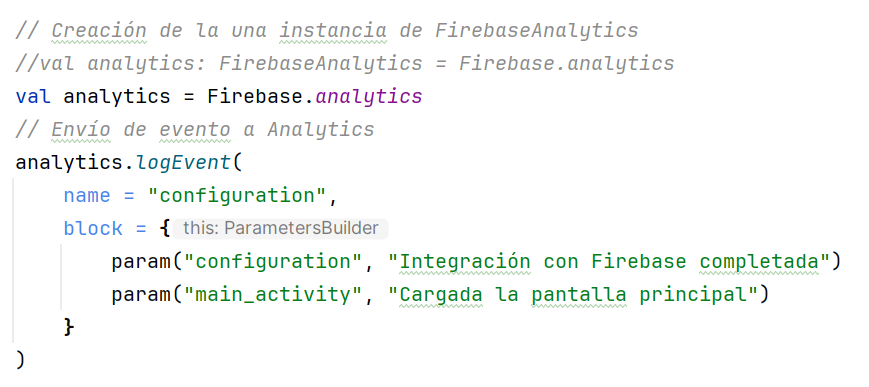 // Creación de la una instancia de FirebaseAnalytics
//val analytics: FirebaseAnalytics = Firebase.analytics
val analytics = Firebase.analytics
// Envío de evento a Analytics
analytics.logEvent(
    name = "configuration",
    block = { this: ParametersBuilder
        param("configuration", "Integración con Firebase completada")
        param("main_activity", "Cargada la pantalla principal")
    }
)